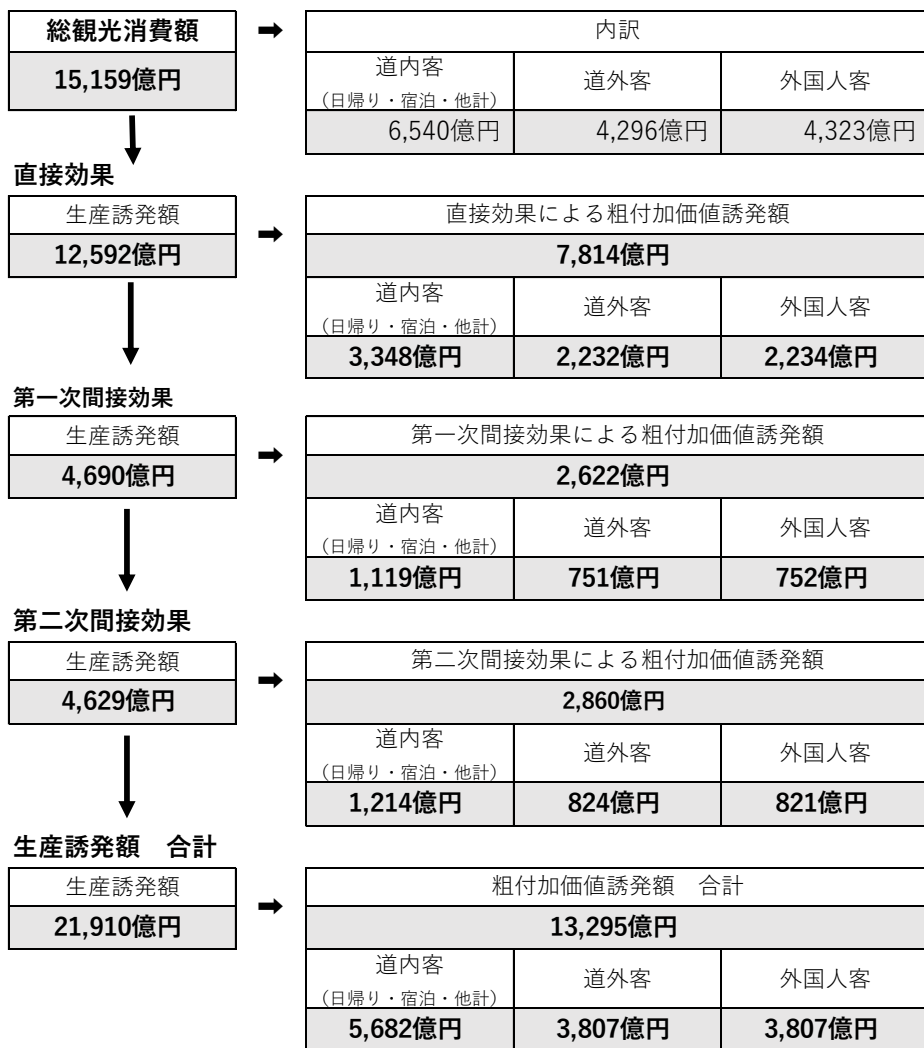 総観光消費額 ➡ 内訳
15,159億円
道内客 道外客 外国人客
（日帰り・宿泊・他計）
6,540億円 4,296億円 4,323億円
直接効果
生産誘発額 ➡ 直接効果による粗付加価値誘発額
12,592億円 7,814億円
道内客 道外客 外国人客
（日帰り・宿泊・他計）
3,348億円 2,232億円 2,234億円
第一次間接効果
生産誘発額 ➡ 第一次間接効果による粗付加価値誘発額
4,690億円 2,622億円
道内客 道外客 外国人客
（日帰り・宿泊・他計）
1,119億円 751億円 752億円
第二次間接効果
生産誘発額 ➡ 第二次間接効果による粗付加価値誘発額
4,629億円 2,860億円
道内客 道外客 外国人客
（日帰り・宿泊・他計）
1,214億円 824億円 821億円
生産誘発額　合計
生産誘発額 ➡ 粗付加価値誘発額　合計
21,910億円 13,295億円
道内客 道外客 外国人客
（日帰り・宿泊・他計）
5,682億円 3,807億円 3,807億円